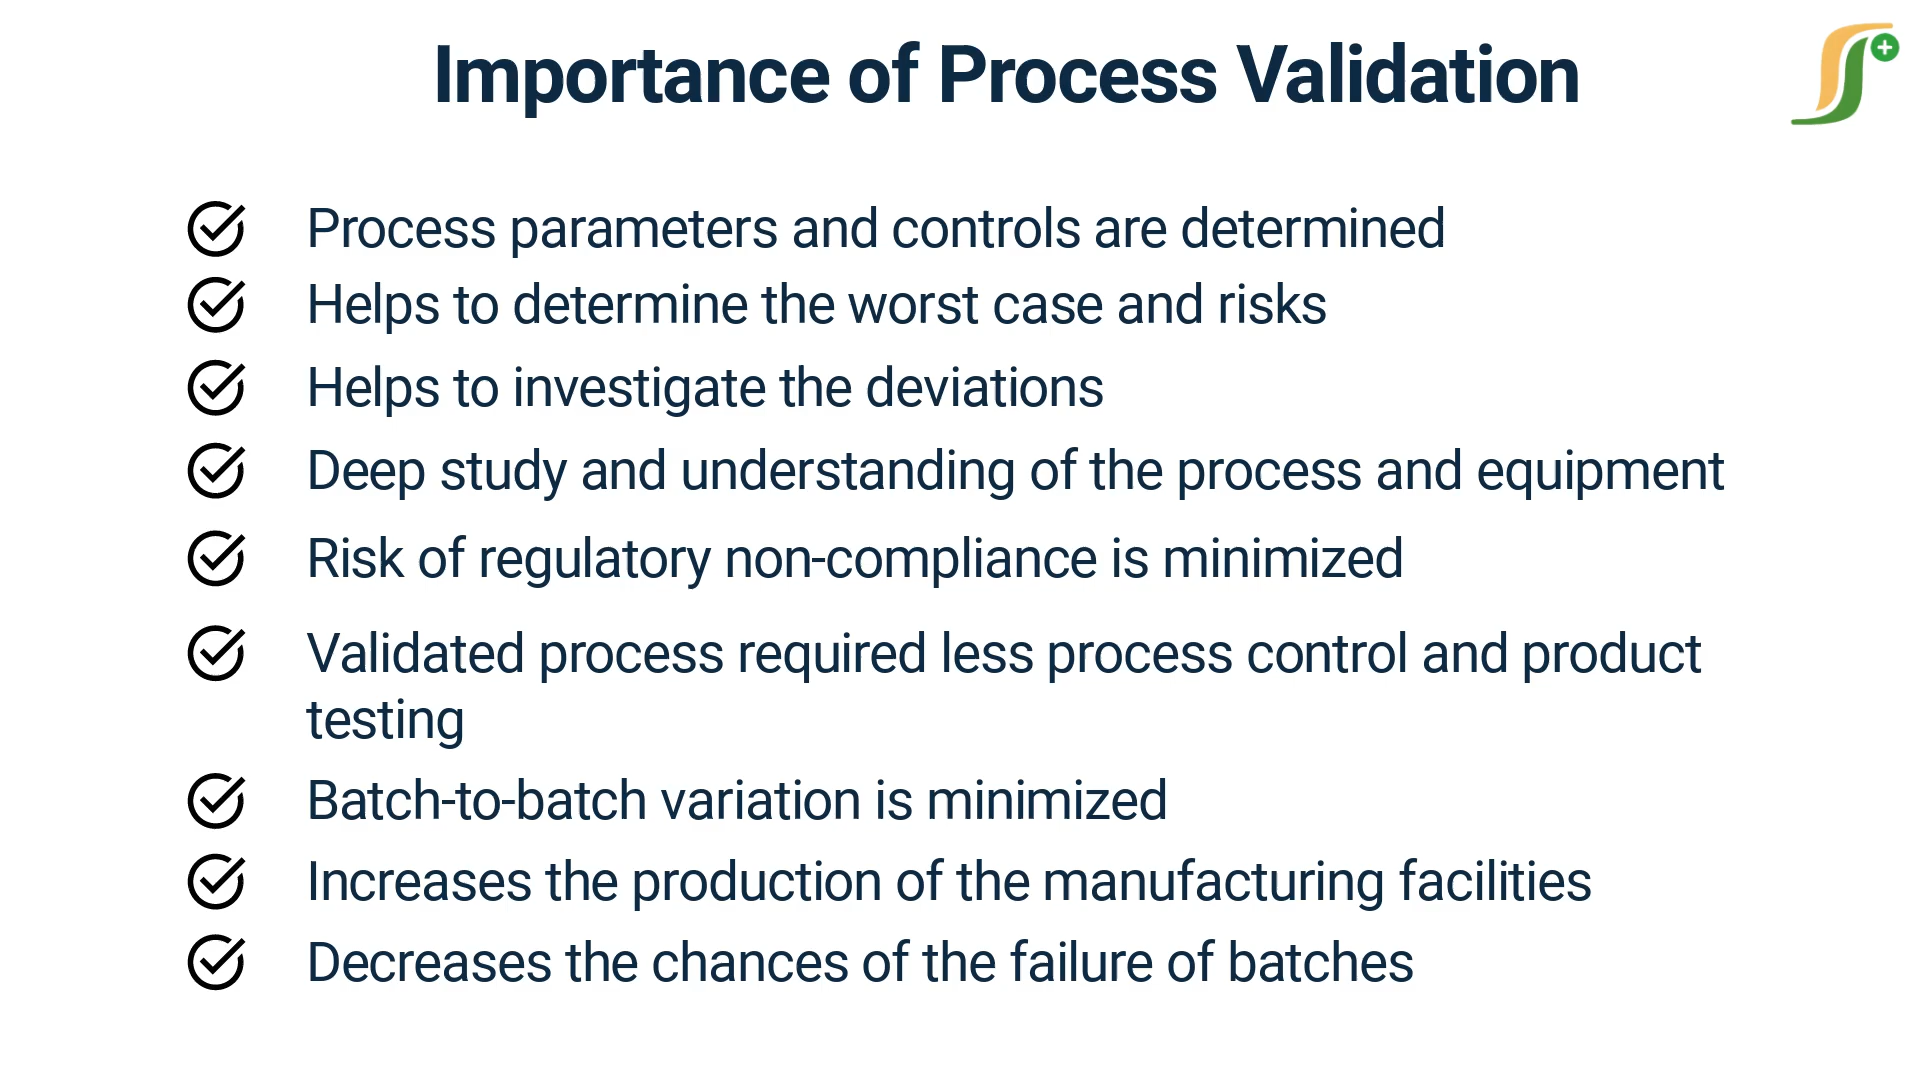 Importance of Process Validation
Process parameters and controls are determined
Helps to determine the worst case and risks
Helps to investigate the deviations
Deep study and understanding of the process and equipment
Risk of regulatory non-compliance is minimized
Validated process required less process control and product
testing
Batch-to-batch variation is minimized
Increases the production of the manufacturing facilities
Decreases the chances of the failure of batches